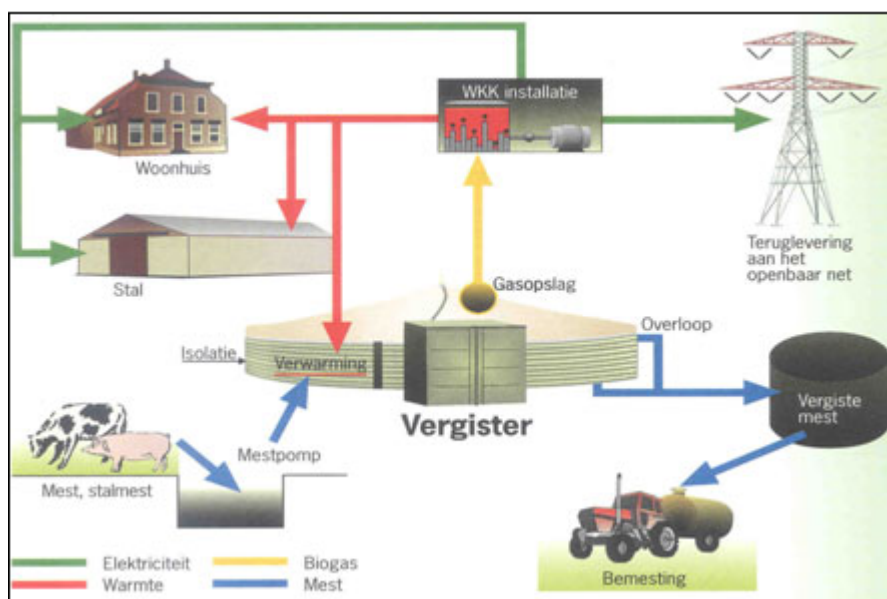 WKK installatie
Woonhuis
Stal
Teruglevering
aan het
openbaar net
Gasopslag
Overloop
Isolatie
Verwarming
Vergister
Vergiste
mest
Mestpomp
Mest, stalmest
Bemesting
Elektriciteit
Biogas
Warmte
Mest